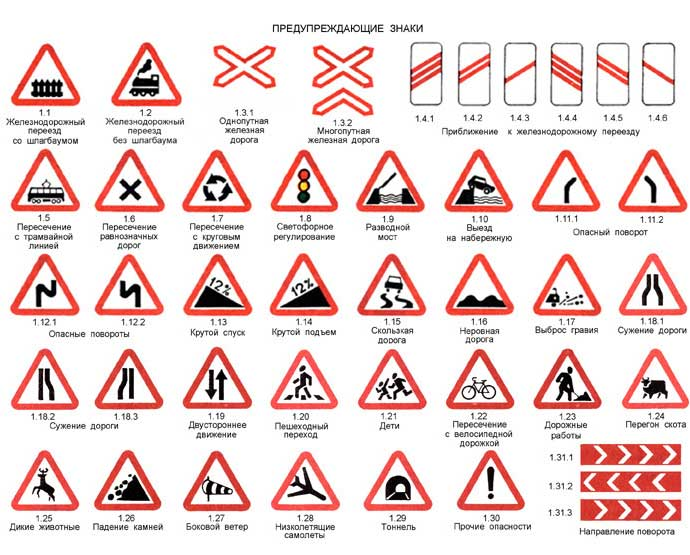 ПРЕДУПРЕЖДАЮЩИЕ ЗНАКИ
1.1
Железнодорожный
переезд
со шлагбаумом
1.2
Железнодорожный
переезд
без шлагбаума
1.3.1
Однопутная
железная
дорога
1.3.2
Многопутная
железная дорога
1.4.1 1.4.2 1.4.3 1.4.4 1.4.5 1.4.6
Приближение к железнодорожному переезду
1.5
Пересечение
с трамвайной
линией
1.6
Пересечение
равнозначных
дорог
1.7
Пересечение
с круговым
движением
1.8
Светофорное
регулирование
1.9
Разводной
мост
1.10
Выезд
на набережную
1.11.1 1.11.2
Опасный поворот
1.12.1 1.12.2
Опасные повороты
12%
1.13
Крутой спуск
12%
1.14
Крутой подъем
1.15
Скользкая
дорога
1.16
Неровная
дорога
1.17
Выброс гравия
1.18.1
Сужение дороги
1.18.2 1.18.3
Сужение дороги
1.19
Двустороннее
движение
1.20
Пешеходный
переход
1.21
Дети
1.22
Пересечение
с велосипедной
дорожкой
1.23
Дорожные
работы
1.24
Перегон скота
1.25
Дикие животные
1.26
Падение камней
1.27
Боковой ветер
1.28
Низколетящие
самолеты
1.29
Тоннель
1.30
Прочие опасности
1.31.1
1.31.2
1.31.3
Направление поворота